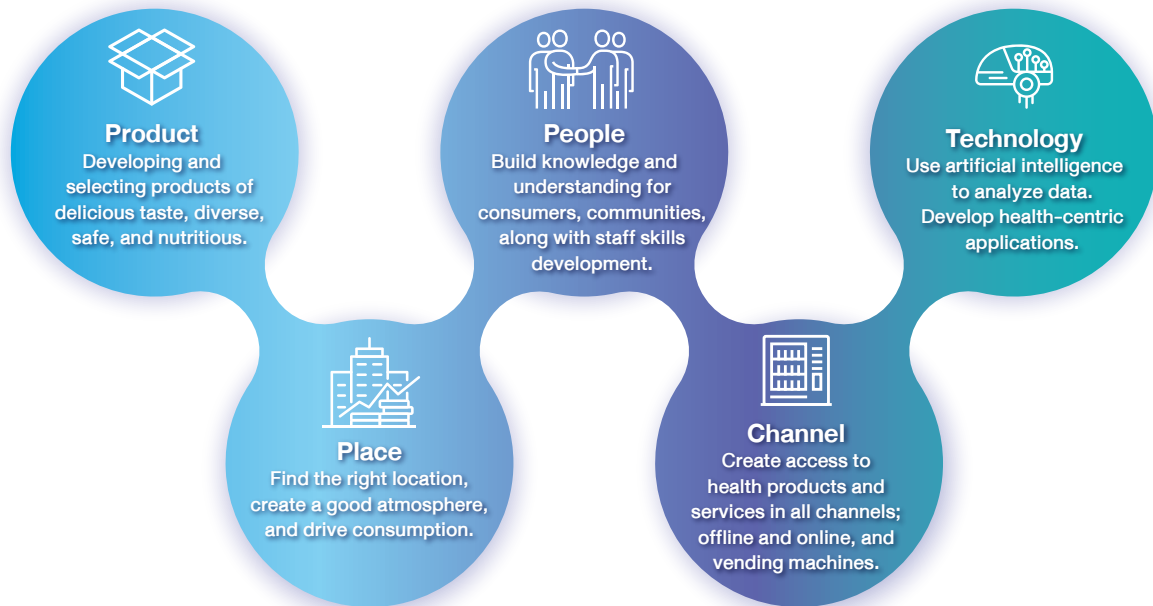 Product
Developing and
selecting products of
delicious taste, diverse,
safe, and nutritious.
Place
Find the right location,
create a good atmosphere,
and drive consumption.
People
Build knowledge and
understanding for
consumers, communities,
along with staff skills
development.
Channel
Create access to
health products and
services in all channels;
offline and online, and
vending machines.
Technology
Use artificial intelligence
to analyze data.
Develop health-centric
applications.